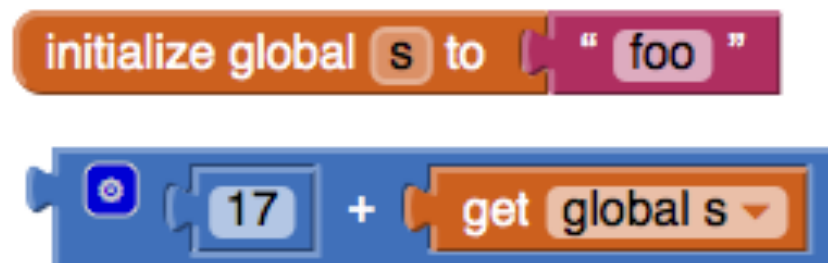 initialize global s to “ foo ”
17 + get global s